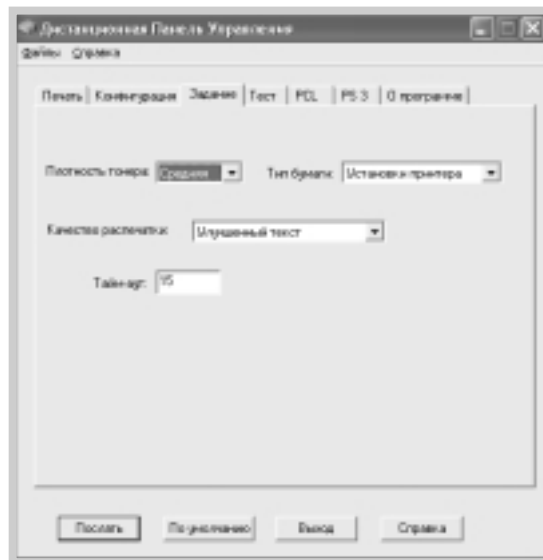 Дистанционная Панель Управления
Файлы Справка
Печать Конфигурация Задание Тест PCL PS 3 О программе
Плотность тонера: Средняя Тип бумаги: Установки принтера
Качество распечатки: Улучшенный текст
Тайм-аут: 15
Послать По умолчанию Выход Справка